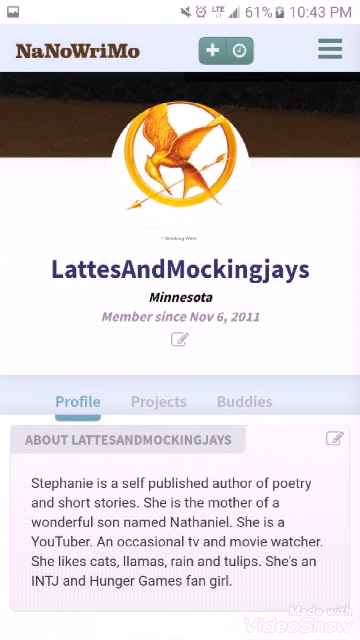 LTE 61% 10:43 PM
NaNoWriMo
LattesAndMockingjays
Minnesota
Member since Nov 6, 2011
Profile Projects Buddies
ABOUT LATTESANDMOCKINGJAYS
Stephanie is a self published author of poetry
and short stories. She is the mother of a
wonderful son named Nathaniel. She is a
YouTuber. An occasional tv and movie watcher.
She likes cats, llamas, rain and tulips. She's an
INTJ and Hunger Games fan girl.
Made with
VideoShow